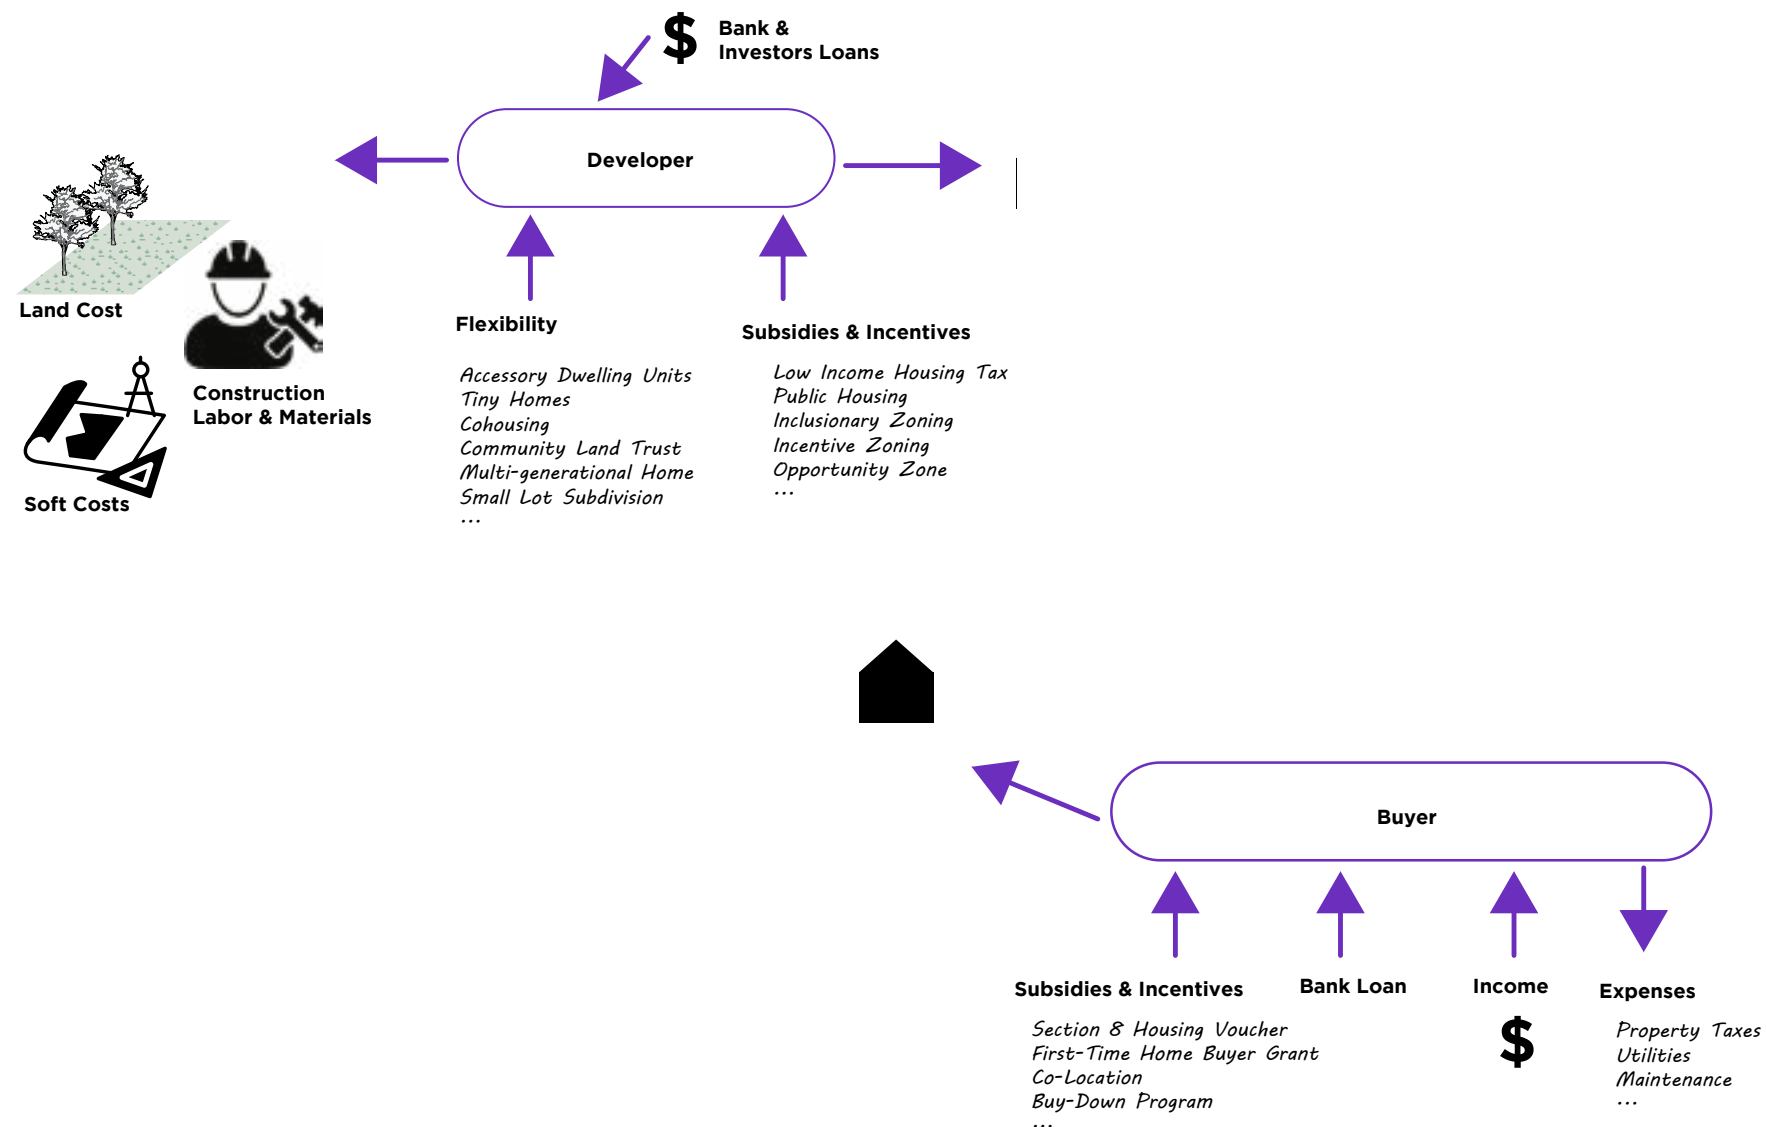 $
Bank &
Investors Loans
Developer
Land Cost
Construction
Labor & Materials
Soft Costs
Flexibility
Accessory Dwelling Units
Tiny Homes
Cohousing
Community Land Trust
Multi-generational Home
Small Lot Subdivision
...
Subsidies & Incentives
Low Income Housing Tax
Public Housing
Inclusionary Zoning
Incentive Zoning
Opportunity Zone
...
Buyer
Subsidies & Incentives
Section 8 Housing Voucher
First-Time Home Buyer Grant
Co-Location
Buy-Down Program
...
Bank Loan
Income
$
Expenses
Property Taxes
Utilities
Maintenance
...